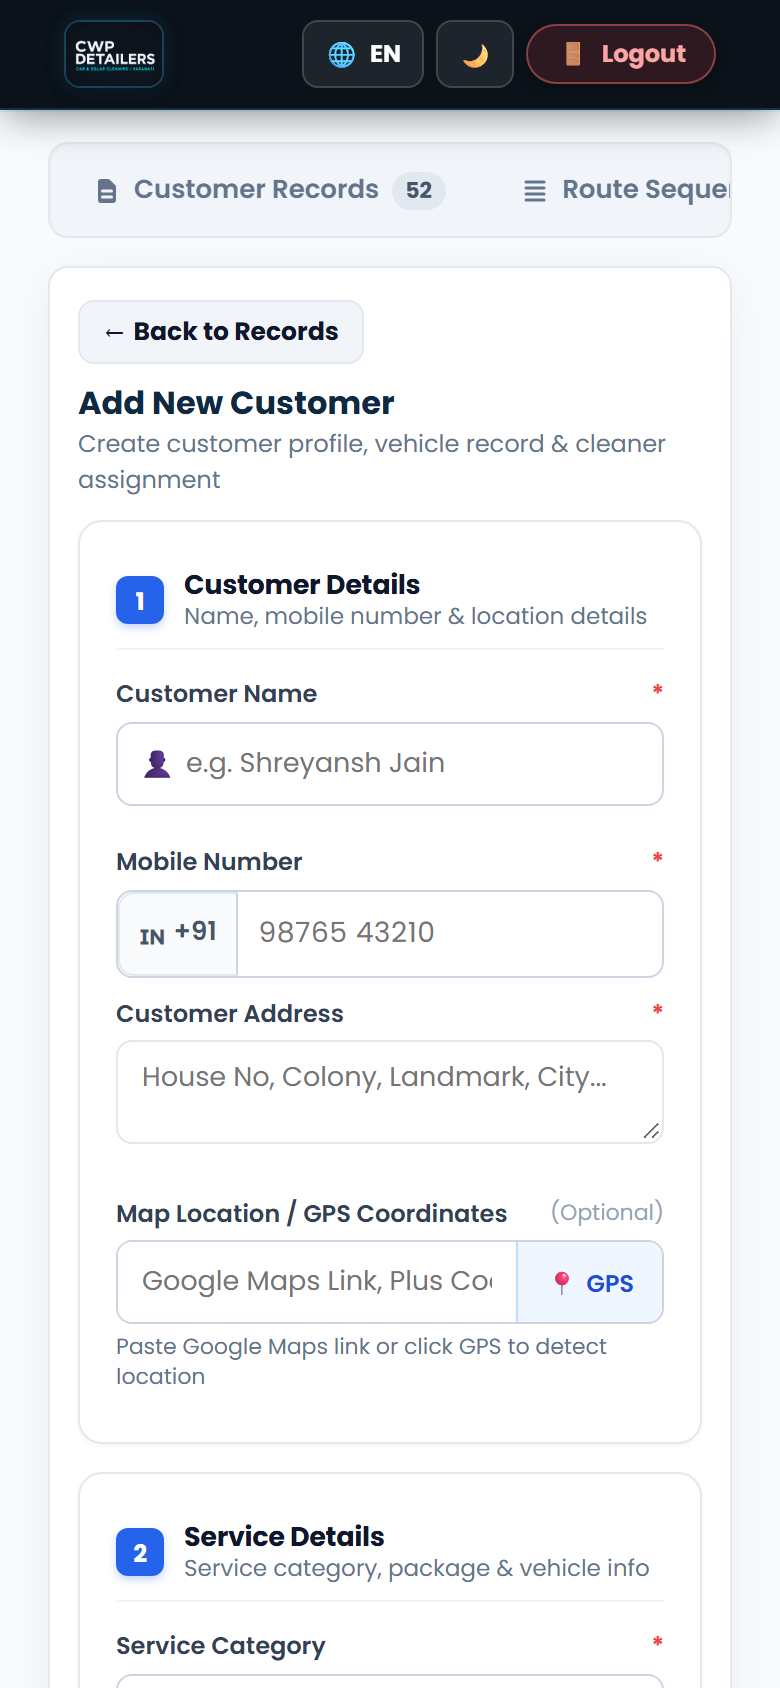 CWP
DETAILERS
CAR & SOLAR CLEANING | VARANASI
🌐 EN
🌙
🚪 Logout
Customer Records 52
Route Seque
← Back to Records
Add New Customer
Create customer profile, vehicle record & cleaner
assignment
1
Customer Details
Name, mobile number & location details
Customer Name *
👤 e.g. Shreyansh Jain
Mobile Number *
IN +91 98765 43210
Customer Address *
House No, Colony, Landmark, City...
Map Location / GPS Coordinates (Optional)
Google Maps Link, Plus Co
📍 GPS
Paste Google Maps link or click GPS to detect
location
2
Service Details
Service category, package & vehicle info
Service Category *